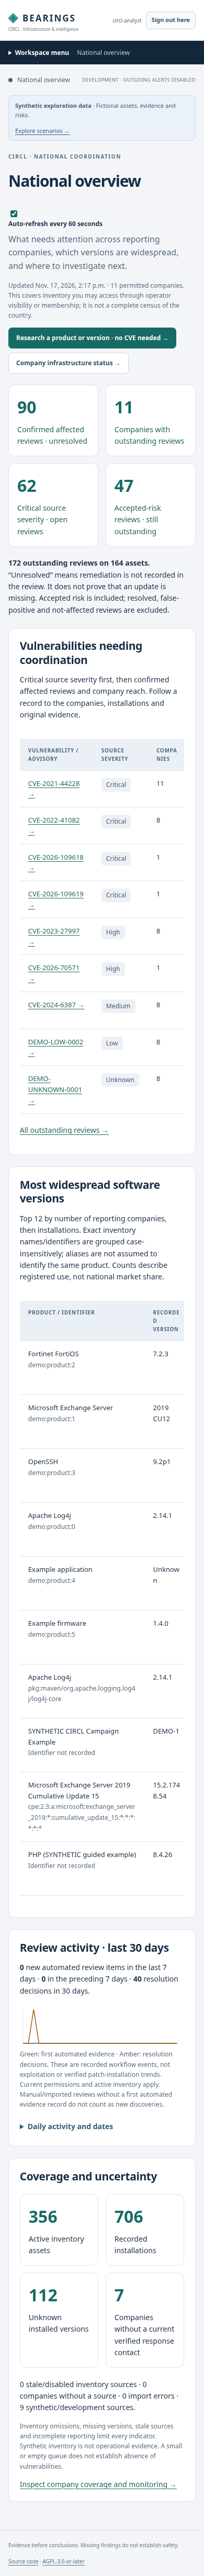 BEARINGS
CIRCL · Infrastructure & intelligence
circl-analyst
Sign out here
Workspace menu
National overview
National overview
DEVELOPMENT · OUTGOING ALERTS DISABLED
Synthetic exploration data · Fictional assets, evidence and
risks.
Explore scenarios →
CIRCL · NATIONAL COORDINATION
National overview
Auto-refresh every 60 seconds
What needs attention across reporting
companies, which versions are widespread,
and where to investigate next.
Updated Nov. 17, 2026, 2:17 p.m. · 11 permitted companies.
This covers inventory you may access through operator
visibility or membership; it is not a complete census of the
country.
Research a product or version · no CVE needed →
Company infrastructure status →
90
Confirmed affected
reviews · unresolved
11
Companies with
outstanding reviews
62
Critical source
severity · open
reviews
47
Accepted-risk
reviews · still
outstanding
172 outstanding reviews on 164 assets.
“Unresolved” means remediation is not recorded
in the review. It does not prove that an update is
missing. Accepted risk is included; resolved, false-
positive and not-affected reviews are excluded.
Vulnerabilities needing
coordination
Critical source severity first, then confirmed
affected reviews and company reach. Follow a
record to the companies, installations and
original evidence.
VULNERABILITY /
ADVISORY
SOURCE
SEVERITY
COMPA
NIES
CVE-2021-44228
→
Critical
11
CVE-2022-41082
→
Critical
8
CVE-2026-109618
→
Critical
1
CVE-2026-109619
→
Critical
1
CVE-2023-27997
→
High
8
CVE-2026-70571
→
High
1
CVE-2024-6387 →
Medium
8
DEMO-LOW-0002
→
Low
8
DEMO-
UNKNOWN-0001
→
Unknown
8
All outstanding reviews →
Most widespread software
versions
Top 12 by number of reporting companies,
then installations. Exact inventory
names/identifiers are grouped case-
insensitively; aliases are not assumed to
identify the same product. Counts describe
registered use, not national market share.
PRODUCT / IDENTIFIER
RECORDE
D
VERSION
Fortinet FortiOS
demo:product:2
7.2.3
Microsoft Exchange Server
demo:product:1
2019
CU12
OpenSSH
demo:product:3
9.2p1
Apache Log4j
demo:product:0
2.14.1
Example application
demo:product:4
Unknow
n
Example firmware
demo:product:5
1.4.0
Apache Log4j
pkg:maven/org.apache.logging.log4
j/log4j-core
2.14.1
SYNTHETIC CIRCL Campaign
Example
Identifier not recorded
DEMO-1
Microsoft Exchange Server 2019
Cumulative Update 15
cpe:2.3:a:microsoft:exchange_server
_2019:*:cumulative_update_15:*:*:*:
*:*:*
15.2.174
8.54
PHP (SYNTHETIC guided example)
Identifier not recorded
8.4.26
Review activity · last 30 days
0 new automated review items in the last 7
days · 0 in the preceding 7 days · 40 resolution
decisions in 30 days.
Green: first automated evidence · Amber: resolution
decisions. These are recorded workflow events, not
exploitation or verified patch-installation trends.
Current permissions and active inventory apply.
Manual/imported reviews without a first automated
evidence record do not count as new discoveries.
Daily activity and dates
Coverage and uncertainty
356
Active inventory
assets
706
Recorded
installations
112
Unknown
installed versions
7
Companies
without a current
verified response
contact
0 stale/disabled inventory sources · 0
companies without a source · 0 import errors ·
9 synthetic/development sources.
Inventory omissions, missing versions, stale sources
and incomplete reporting limit every indicator.
Synthetic inventory is not operational evidence. A small
or empty queue does not establish absence of
vulnerabilities.
Inspect company coverage and monitoring →
Evidence before conclusions. Missing findings do not establish safety.
Source code · AGPL-3.0-or-later